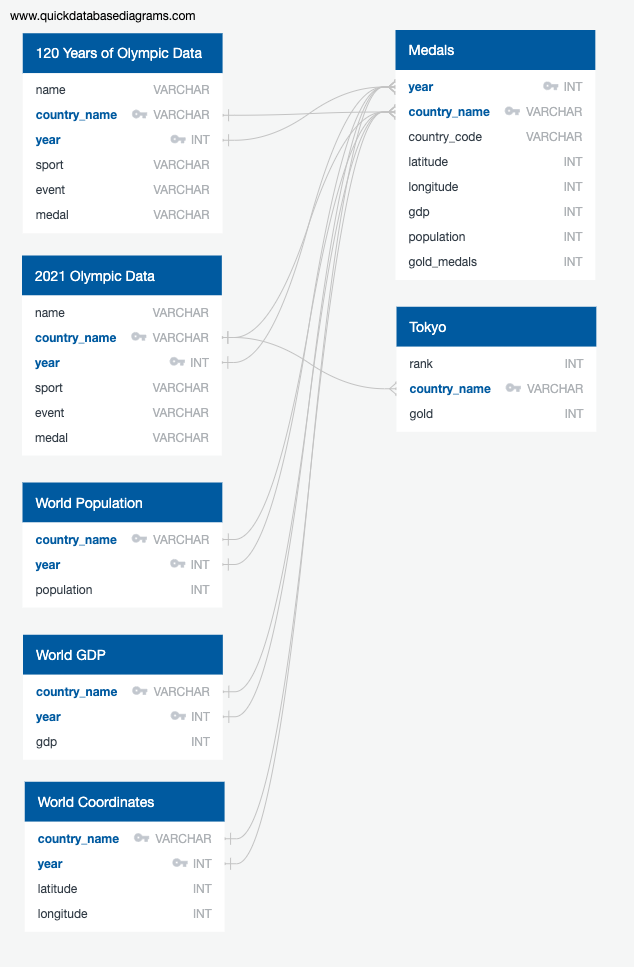 www.quickdatabasediagrams.com
120 Years of Olympic Data
name VARCHAR
country_name VARCHAR
year INT
sport VARCHAR
event VARCHAR
medal VARCHAR
2021 Olympic Data
name VARCHAR
country_name VARCHAR
year INT
sport VARCHAR
event VARCHAR
medal VARCHAR
World Population
country_name VARCHAR
year INT
population INT
World GDP
country_name VARCHAR
year INT
gdp INT
World Coordinates
country_name VARCHAR
year INT
latitude INT
longitude INT
Medals
year INT
country_name VARCHAR
country_code VARCHAR
latitude INT
longitude INT
gdp INT
population INT
gold_medals INT
Tokyo
rank INT
country_name VARCHAR
gold INT